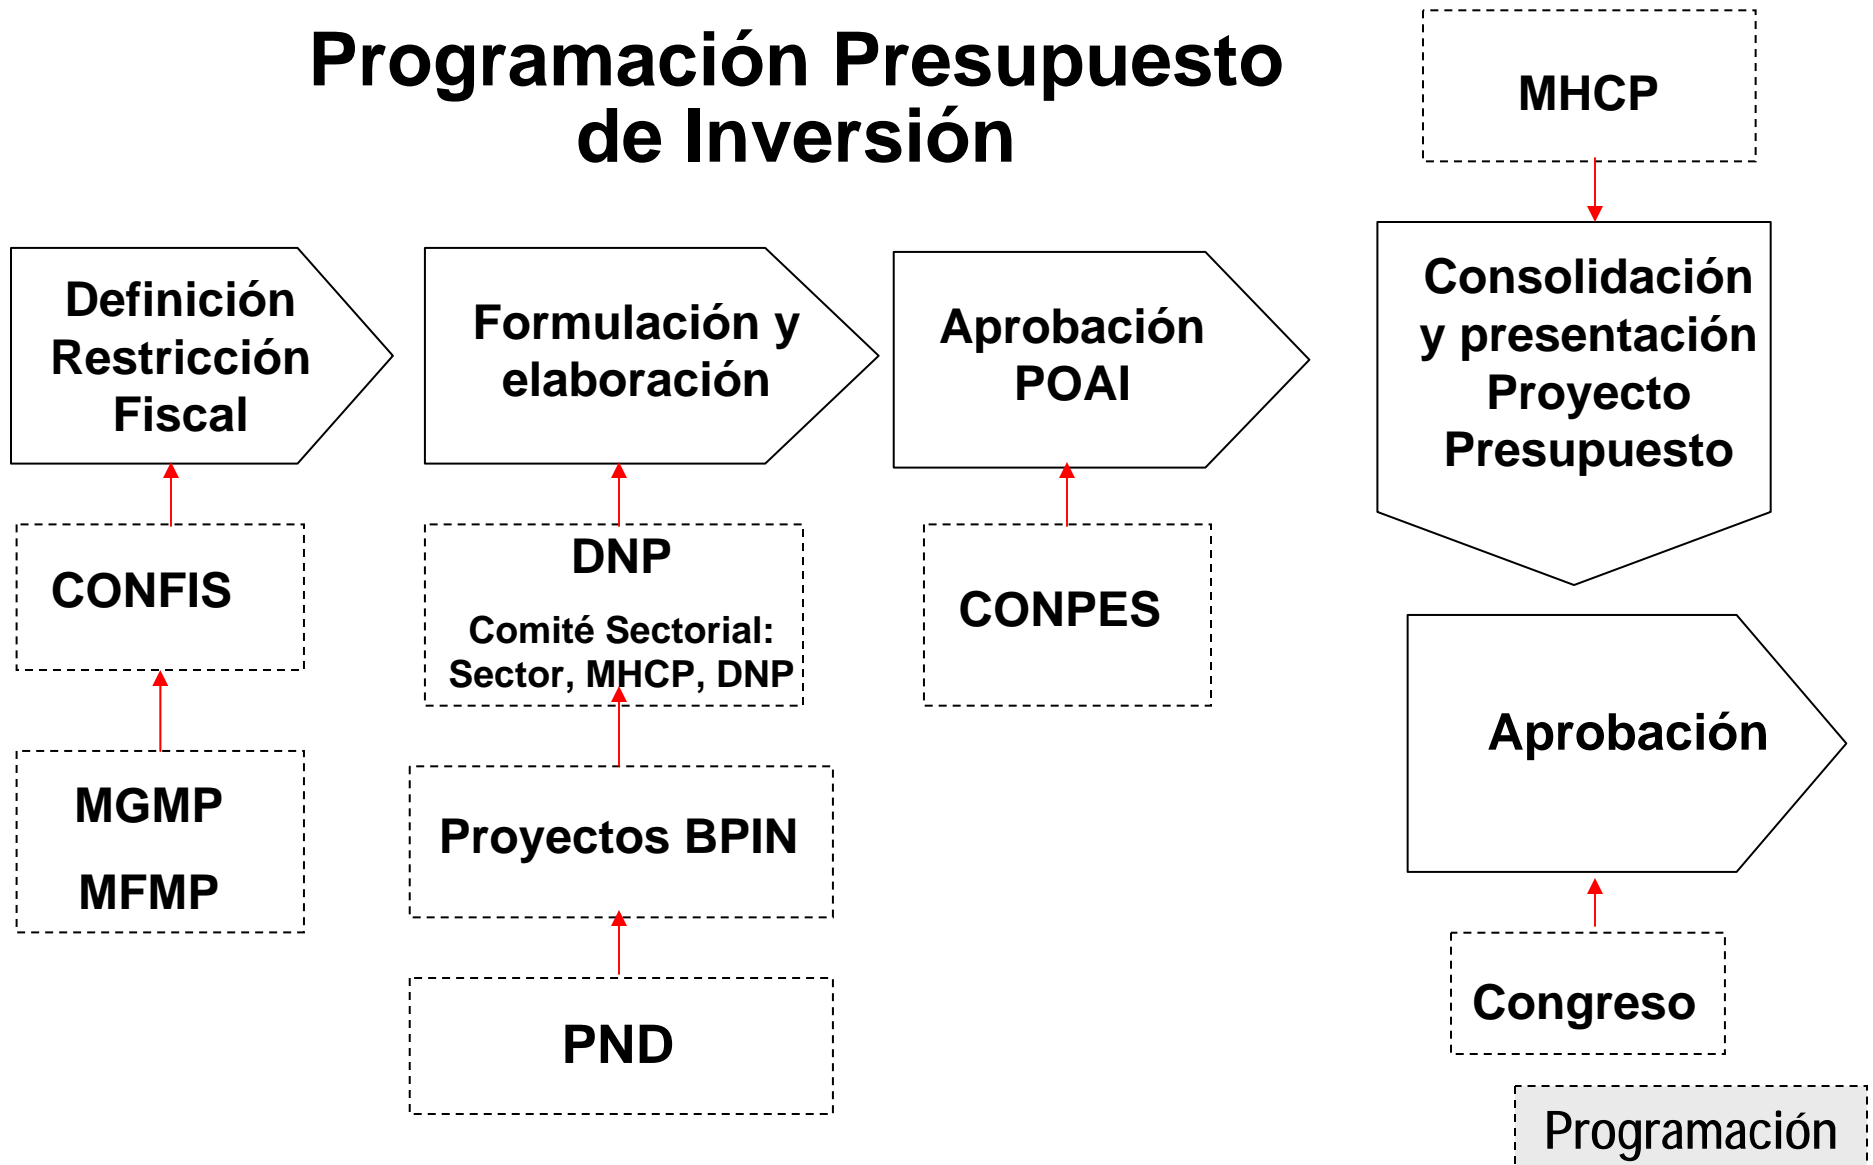 Programación Presupuesto
de Inversión
MHCP
Definición
Restricción
Fiscal
Formulación y
elaboración
Aprobación
POAI
Consolidación
y presentación
Proyecto
Presupuesto
CONFIS
DNP
Comité Sectorial:
Sector, MHCP, DNP
CONPES
MGMP
MFMP
Proyectos BPIN
PND
Aprobación
Congreso
Programación